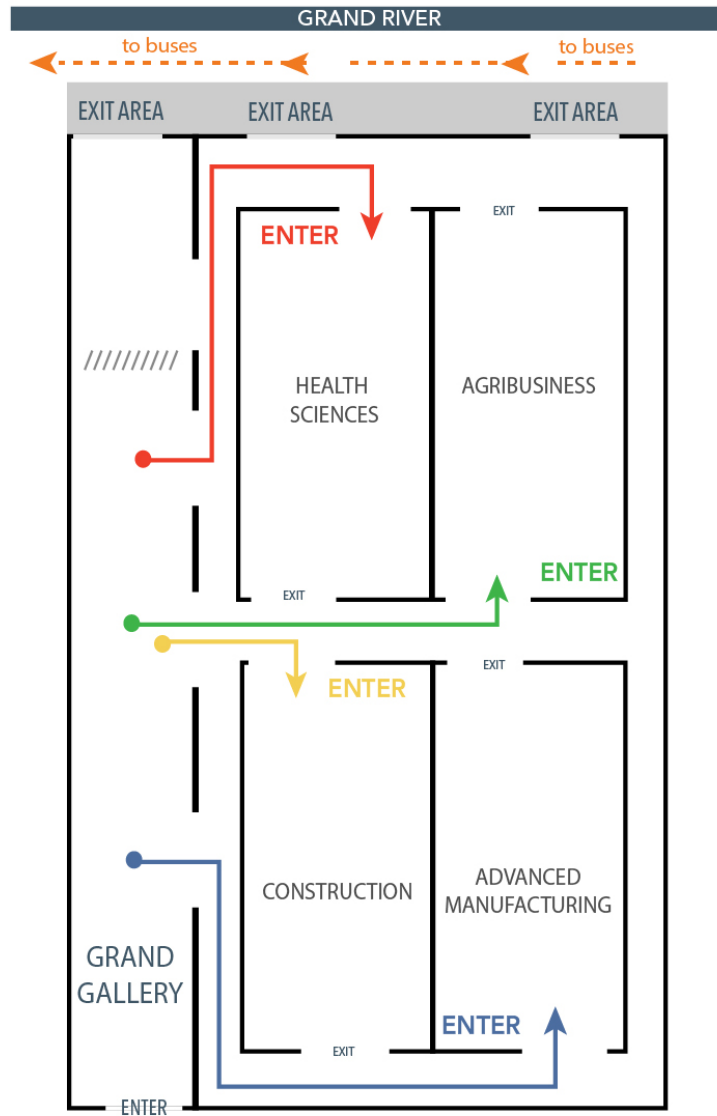 GRAND RIVER
to buses
to buses
EXIT AREA
EXIT AREA
EXIT AREA
EXIT
ENTER
HEALTH
SCIENCES
AGRIBUSINESS
ENTER
EXIT
EXIT
ENTER
CONSTRUCTION
ADVANCED
MANUFACTURING
GRAND
GALLERY
ENTER
EXIT
ENTER